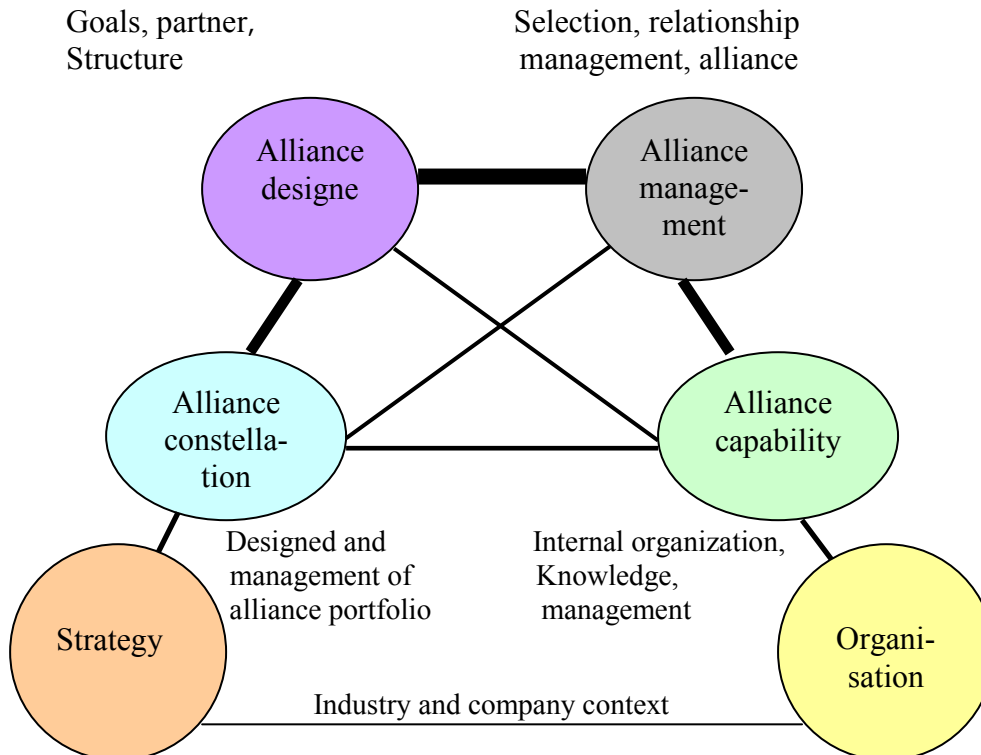 Goals, partner,
Structure
Selection, relationship
management, alliance
Alliance
designe
Alliance
manage-
ment
Alliance
constella-
tion
Alliance
capability
Designed and
management of
alliance portfolio
Internal organization,
Knowledge,
management
Strategy
Organi-
sation
Industry and company context